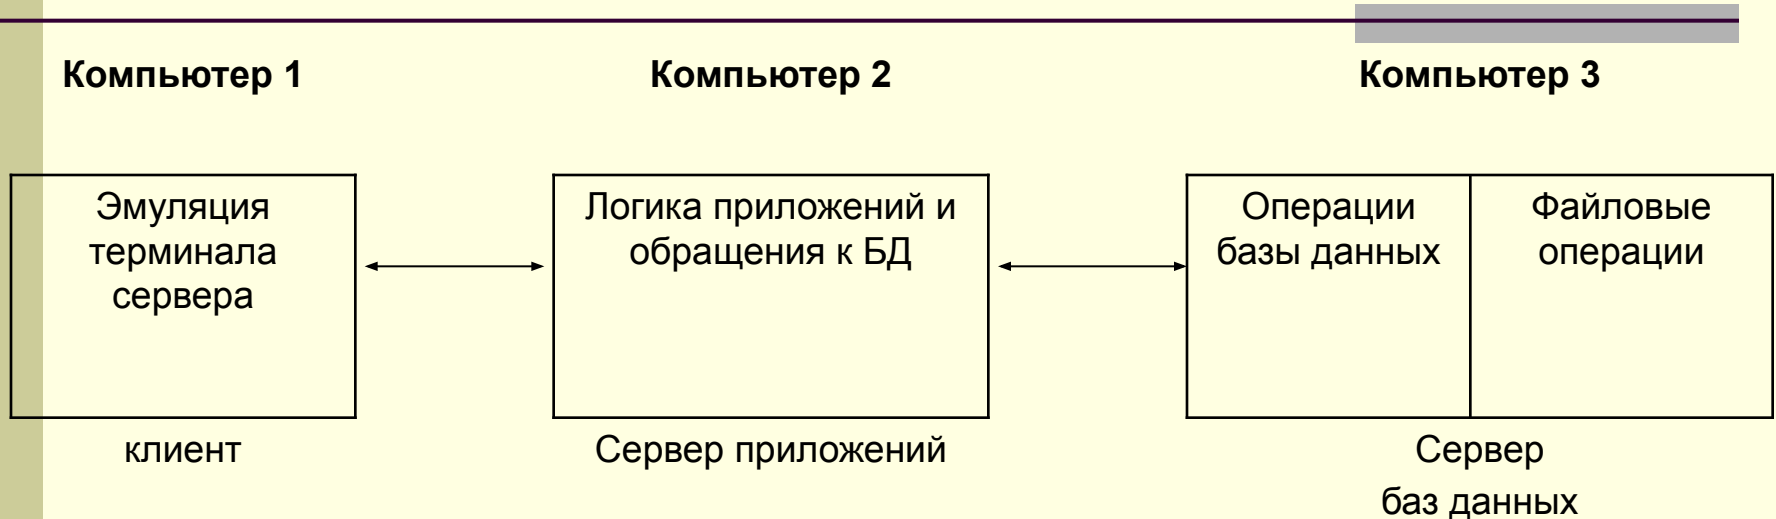 Компьютер 1
Компьютер 2
Компьютер 3
Эмуляция
терминала
сервера
Логика приложений и
обращения к БД
Операции
базы данных
Файловые
операции
клиент
Сервер приложений
Сервер
баз данных